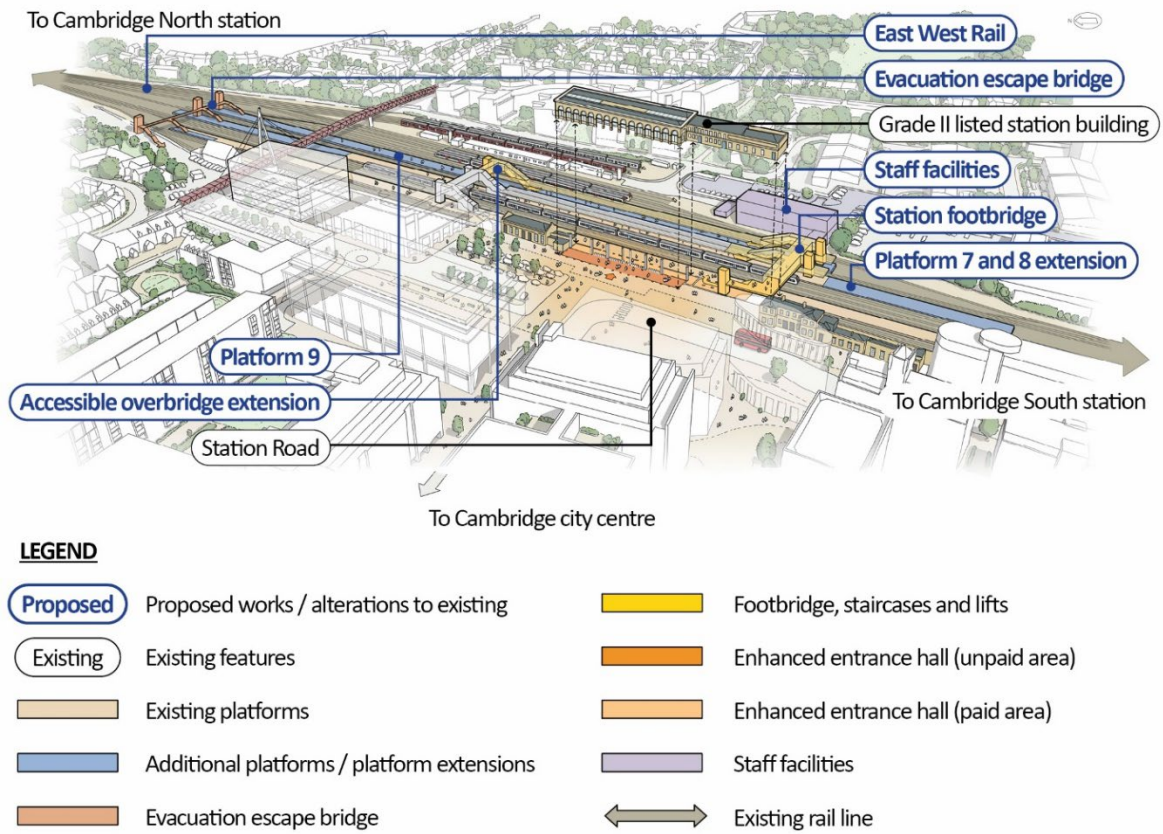 To Cambridge North station
East West Rail
Evacuation escape bridge
Grade II listed station building
Staff facilities
Station footbridge
Platform 7 and 8 extension
Platform 9
Accessible overbridge extension
Station Road
To Cambridge South station
To Cambridge city centre
LEGEND
Proposed Proposed works / alterations to existing
Existing Existing features
Existing platforms
Additional platforms / platform extensions
Evacuation escape bridge
Footbridge, staircases and lifts
Enhanced entrance hall (unpaid area)
Enhanced entrance hall (paid area)
Staff facilities
Existing rail line